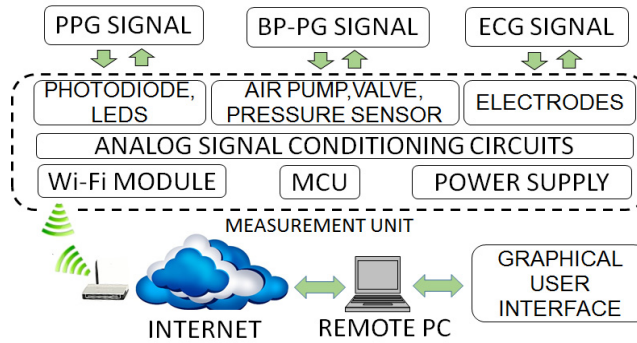 PPG SIGNAL
BP-PG SIGNAL
ECG SIGNAL
PHOTODIODE,
LEDS
AIR PUMP,VALVE,
PRESSURE SENSOR
ELECTRODES
ANALOG SIGNAL CONDITIONING CIRCUITS
Wi-Fi MODULE
MCU
POWER SUPPLY
MEASUREMENT UNIT
INTERNET
REMOTE PC
GRAPHICAL
USER
INTERFACE